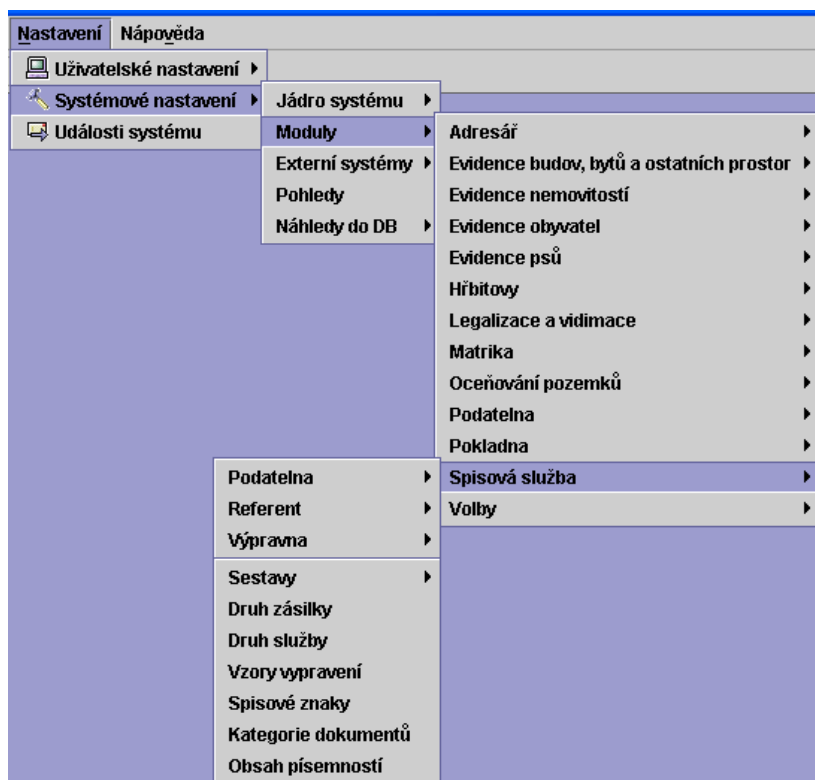 Nastavení Nápověda
Uživatelské nastavení
Systémové nastavení
Události systému
Jádro systému
Moduly
Externí systémy
Pohledy
Náhledy do DB
Adresář
Evidence budov, bytů a ostatních prostor
Evidence nemovitostí
Evidence obyvatel
Evidence psů
Hřbitovy
Legalizace a vidimace
Matrika
Oceňování pozemků
Podatelna
Pokladna
Spisová služba
Volby
Podatelna
Referent
Výpravna
Sestavy
Druh zásilky
Druh služby
Vzory vypravení
Spisové znaky
Kategorie dokumentů
Obsah písemností